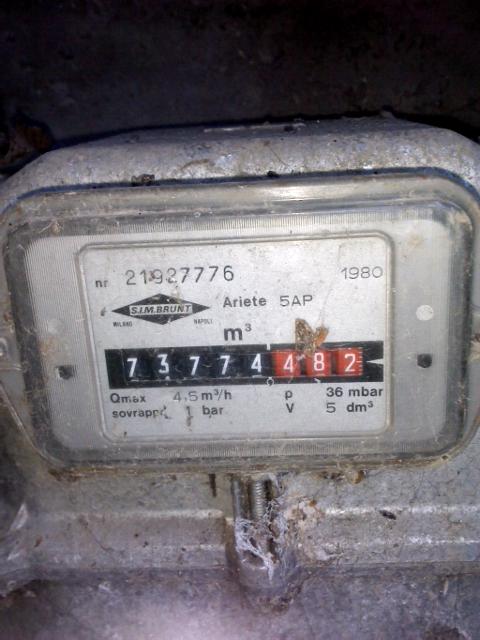 nr 21927776 1980
S.I.M.BRUNT
MILANO NAPOLI
Ariete 5AP
m³
73774482
Qmax 4,5m³/h ρ 36 mbar
1 bar V 5 dm³